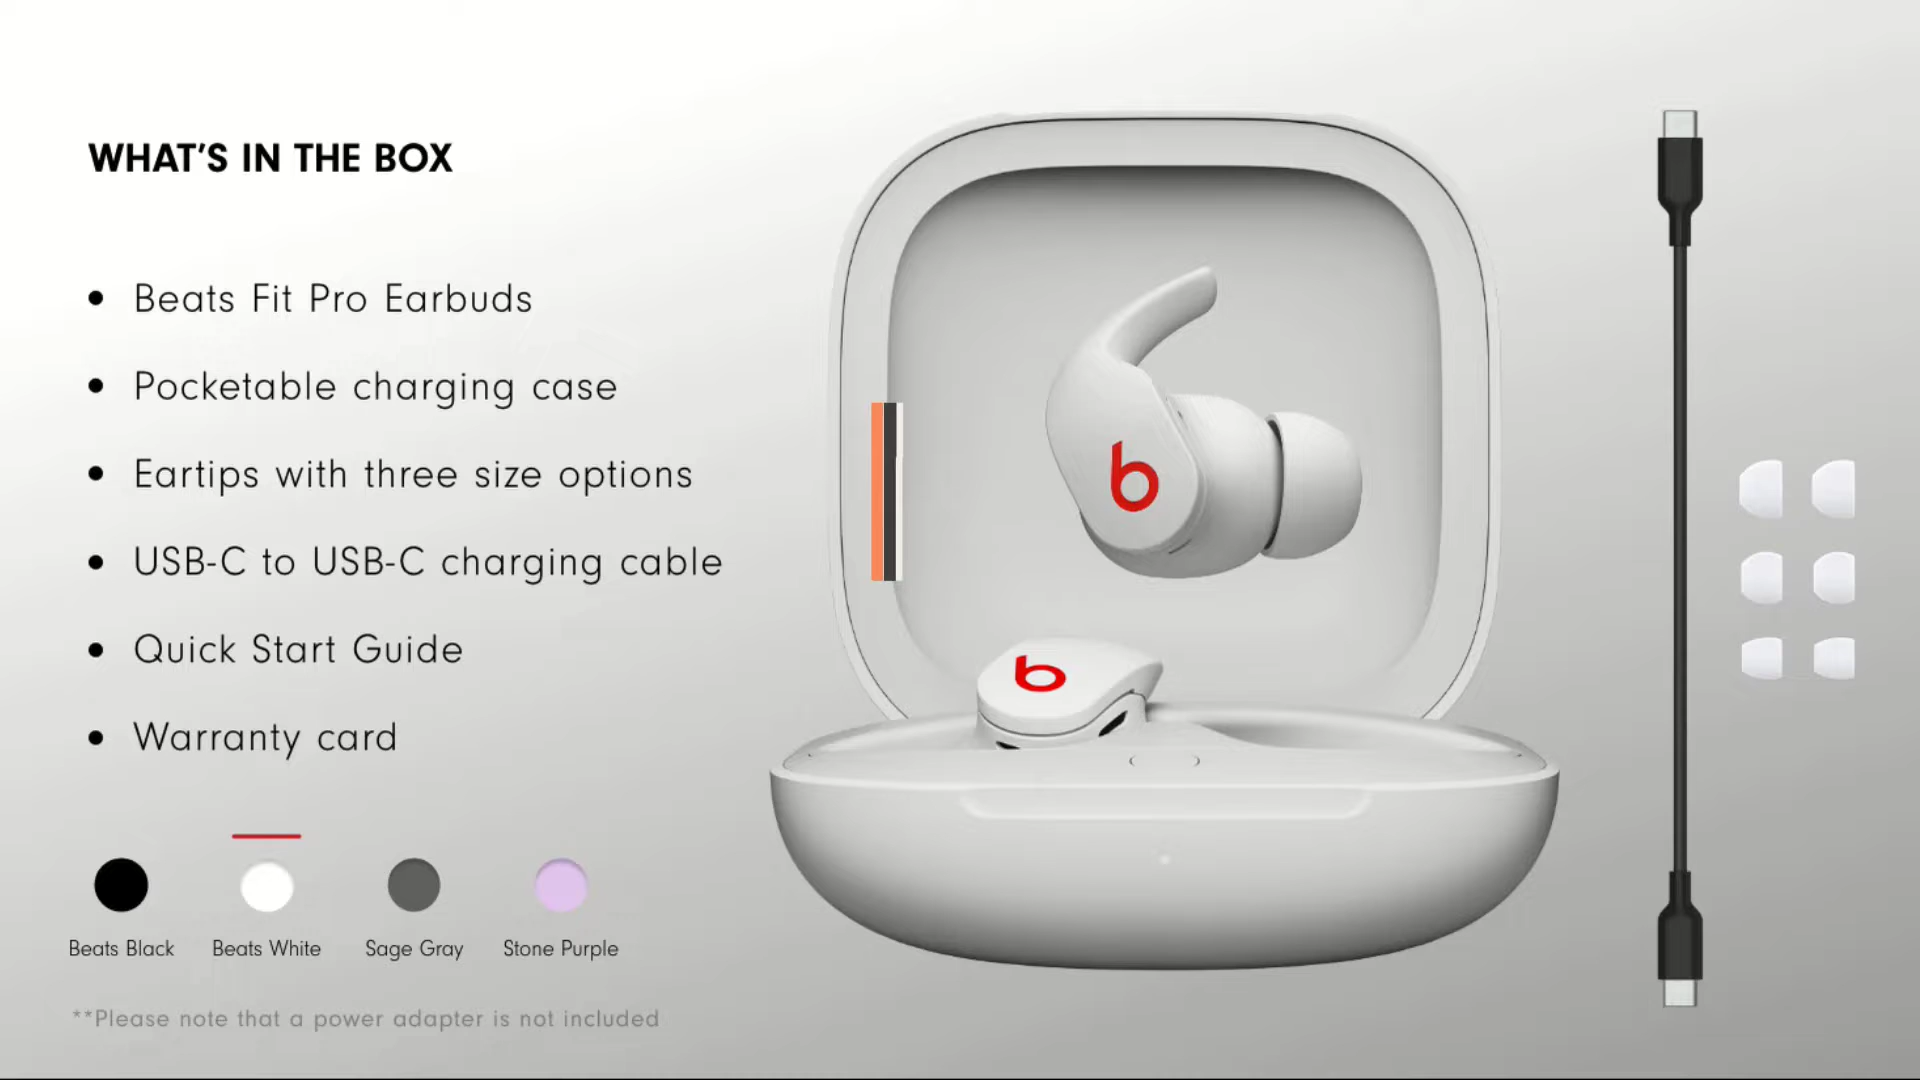 WHAT’S IN THE BOX
• Beats Fit Pro Earbuds
• Pocketable charging case
• Eartips with three size options
• USB-C to USB-C charging cable
• Quick Start Guide
• Warranty card
Beats Black
Beats White
Sage Gray
Stone Purple
**Please note that a power adapter is not included
b
b